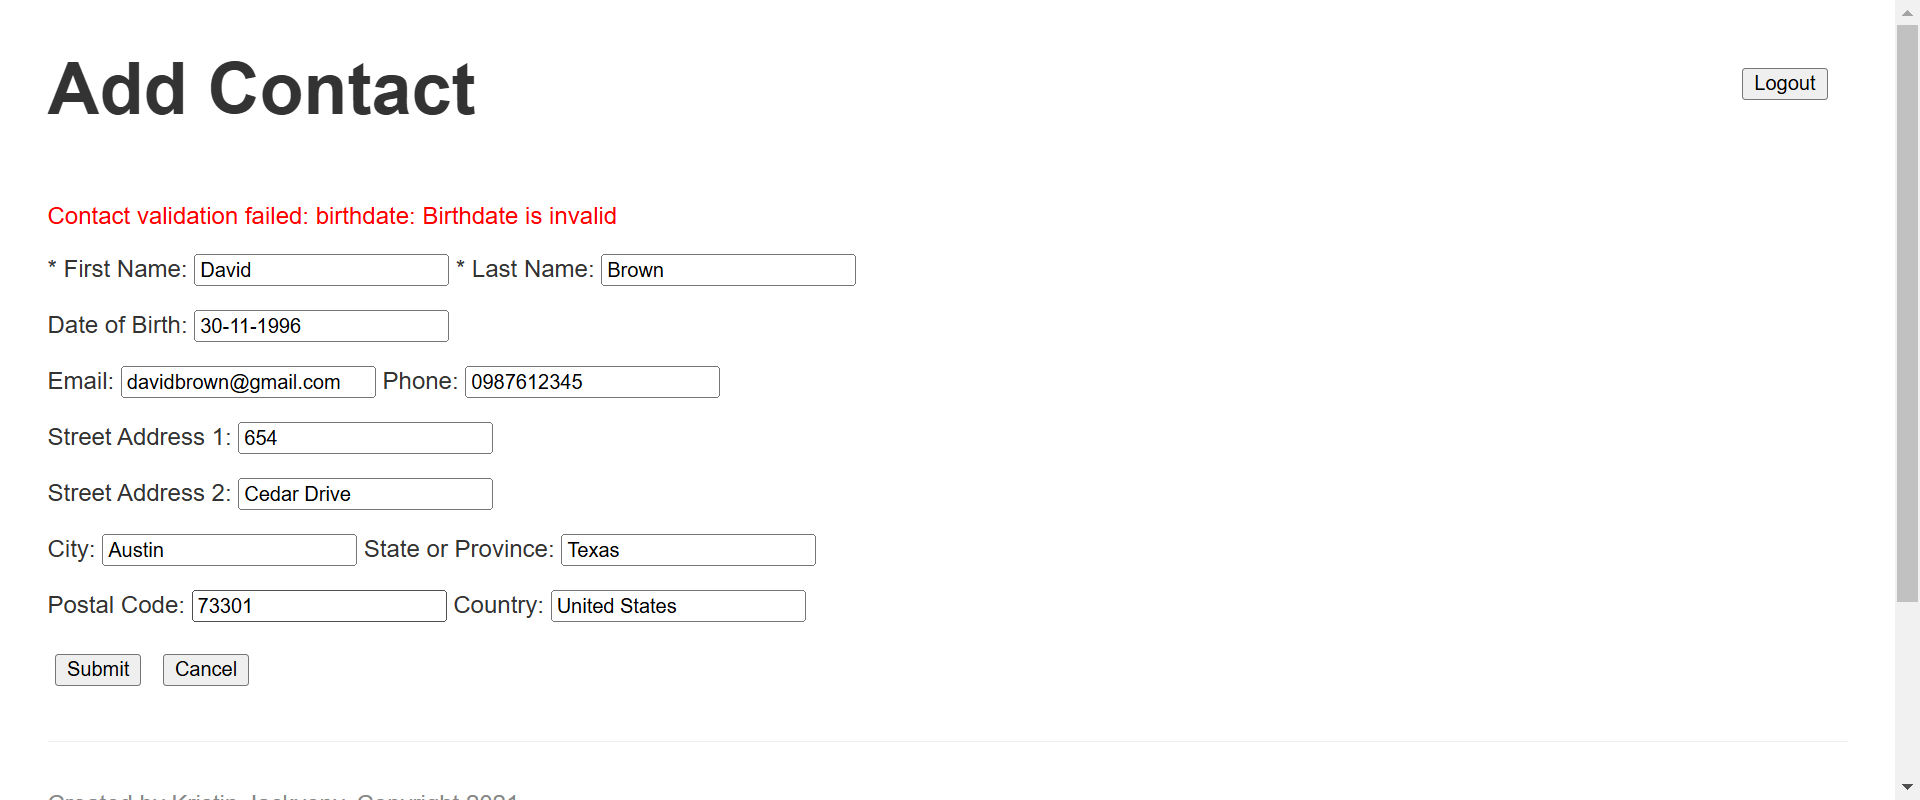 Add Contact
Logout
Contact validation failed: birthdate: Birthdate is invalid
* First Name: David * Last Name: Brown
Date of Birth: 30-11-1996
Email: davidbrown@gmail.com Phone: 0987612345
Street Address 1: 654
Street Address 2: Cedar Drive
City: Austin State or Province: Texas
Postal Code: 73301 Country: United States
Submit Cancel